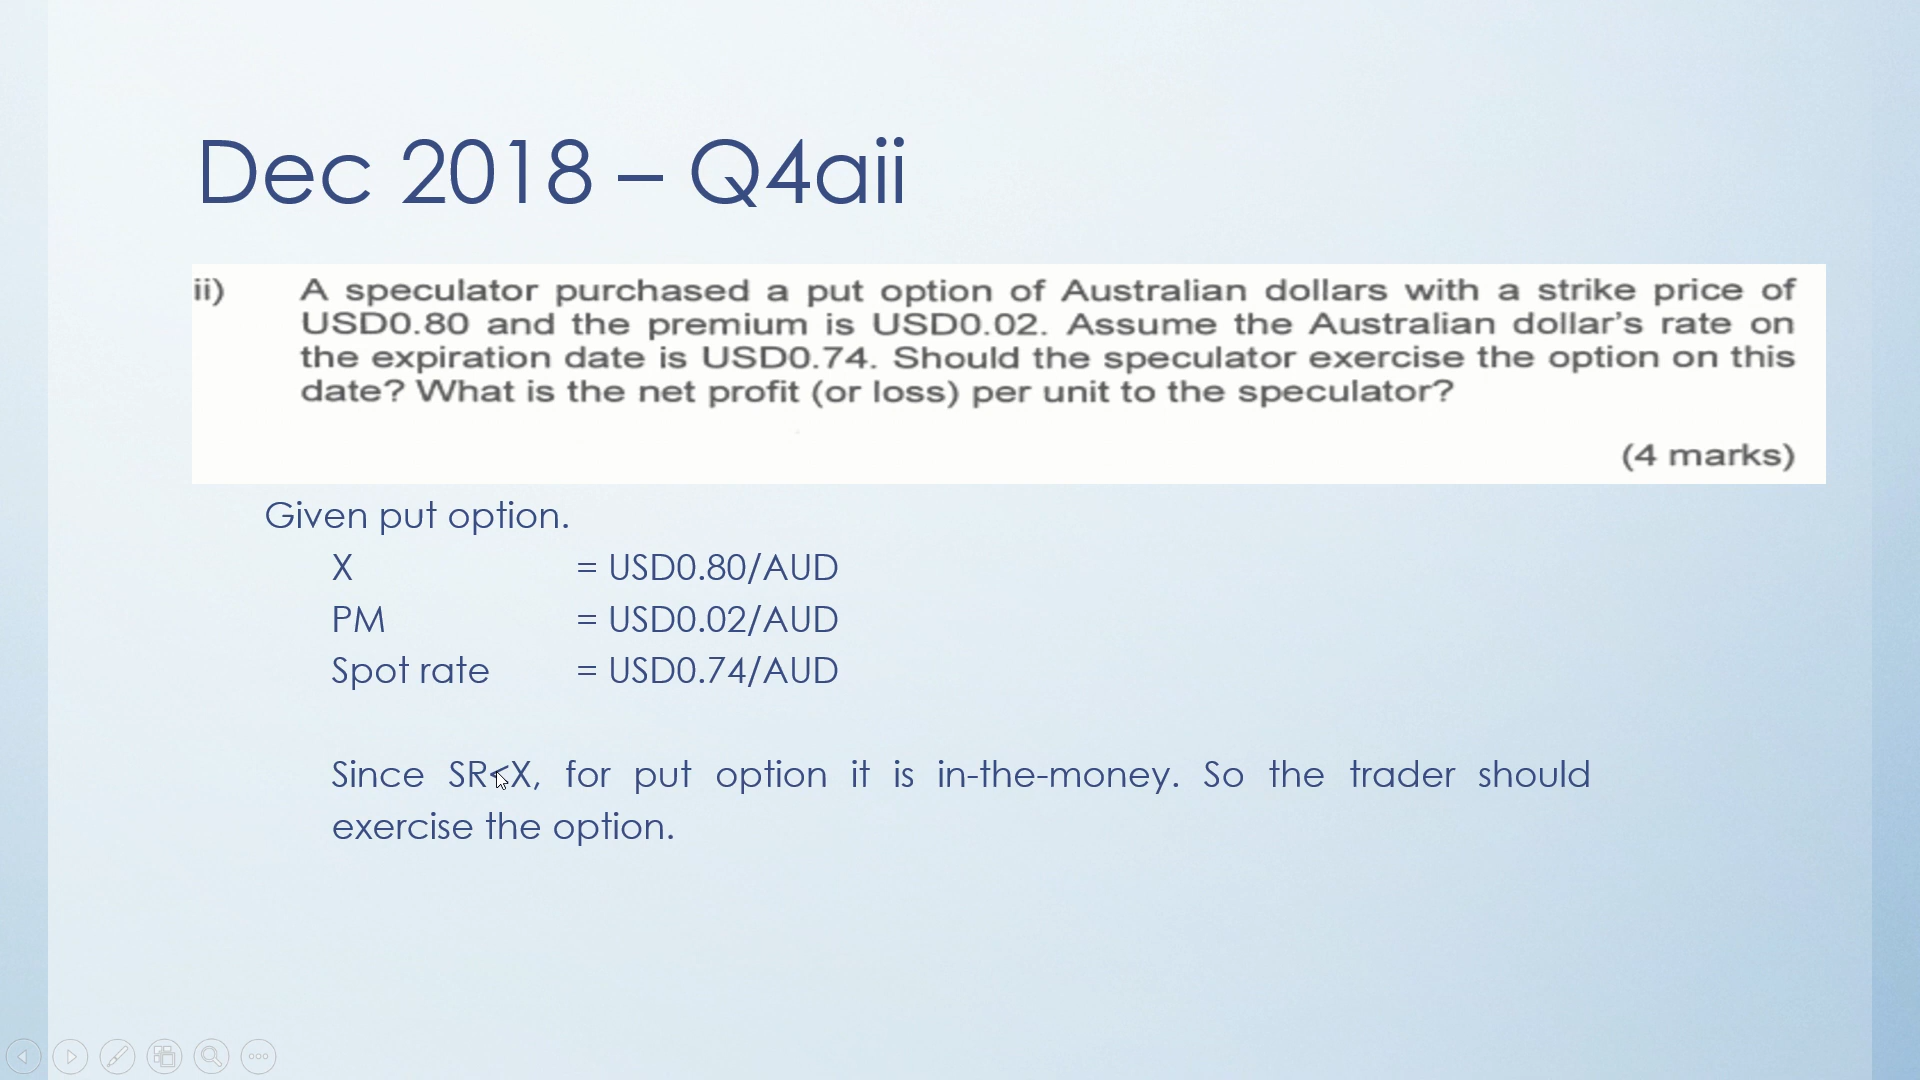 Dec 2018 – Q4aii
ii) A speculator purchased a put option of Australian dollars with a strike price of
USD0.80 and the premium is USD0.02. Assume the Australian dollar's rate on
the expiration date is USD0.74. Should the speculator exercise the option on this
date? What is the net profit (or loss) per unit to the speculator?
(4 marks)
Given put option.
X = USD0.80/AUD
PM = USD0.02/AUD
Spot rate = USD0.74/AUD
Since SR<X, for put option it is in-the-money. So the trader should
exercise the option.